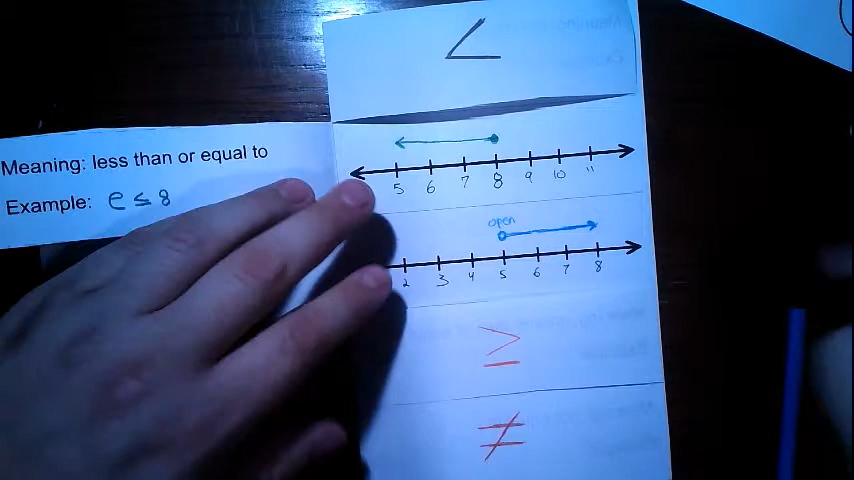 <
Meaning: less than or equal to
Example: e ≤ 8
5 6 7 8 9 10 11
open
2 3 4 5 6 7 8
≥
≠